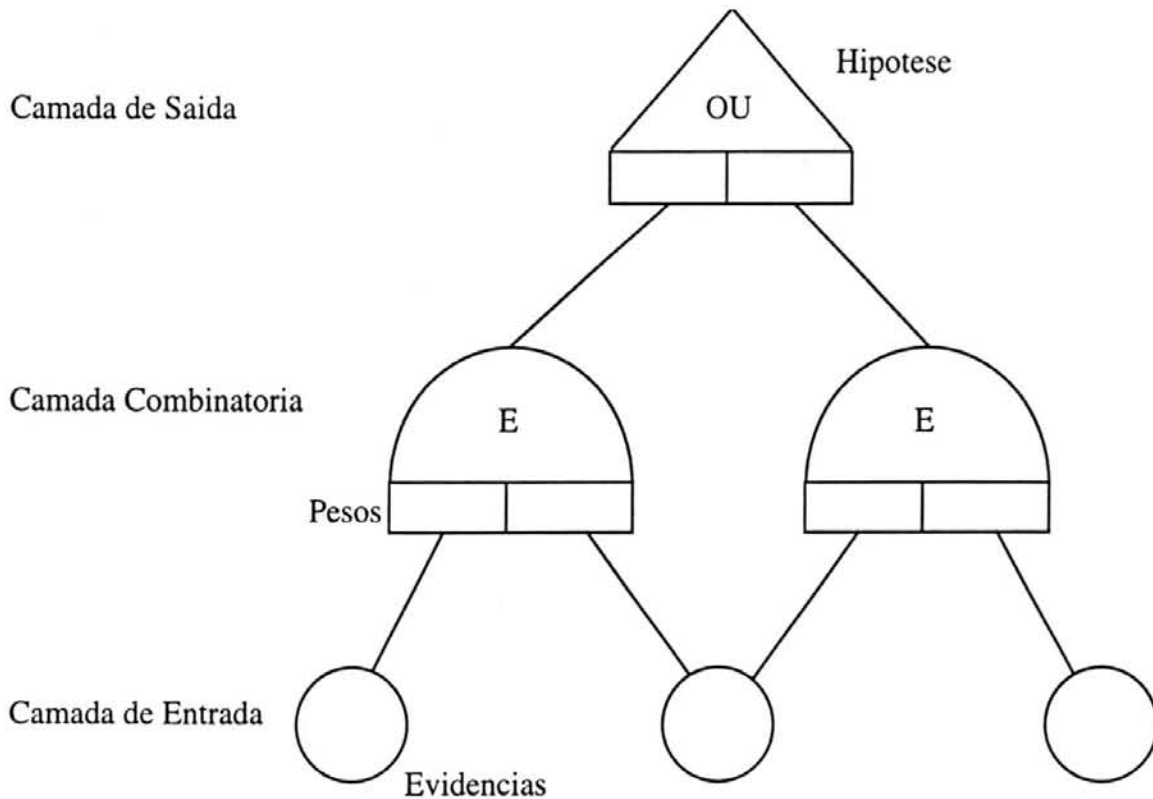 Hipotese
Camada de Saida
OU
Camada Combinatoria
E
E
Pesos
Camada de Entrada
Evidencias